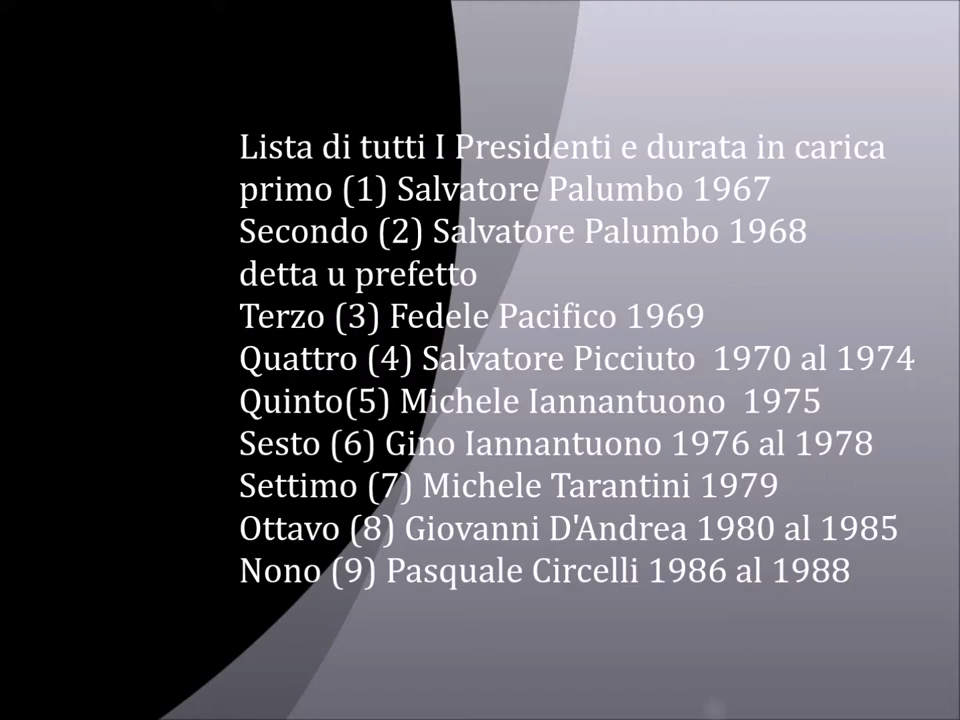 Lista di tutti I Presidenti e durata in carica
primo (1) Salvatore Palumbo 1967
Secondo (2) Salvatore Palumbo 1968
detta u prefetto
Terzo (3) Fedele Pacifico 1969
Quattro (4) Salvatore Picciuto  1970 al 1974
Quinto(5) Michele Iannantuono  1975
Sesto (6) Gino Iannantuono 1976 al 1978
Settimo (7) Michele Tarantini 1979
Ottavo (8) Giovanni D'Andrea 1980 al 1985
Nono (9) Pasquale Circelli 1986 al 1988